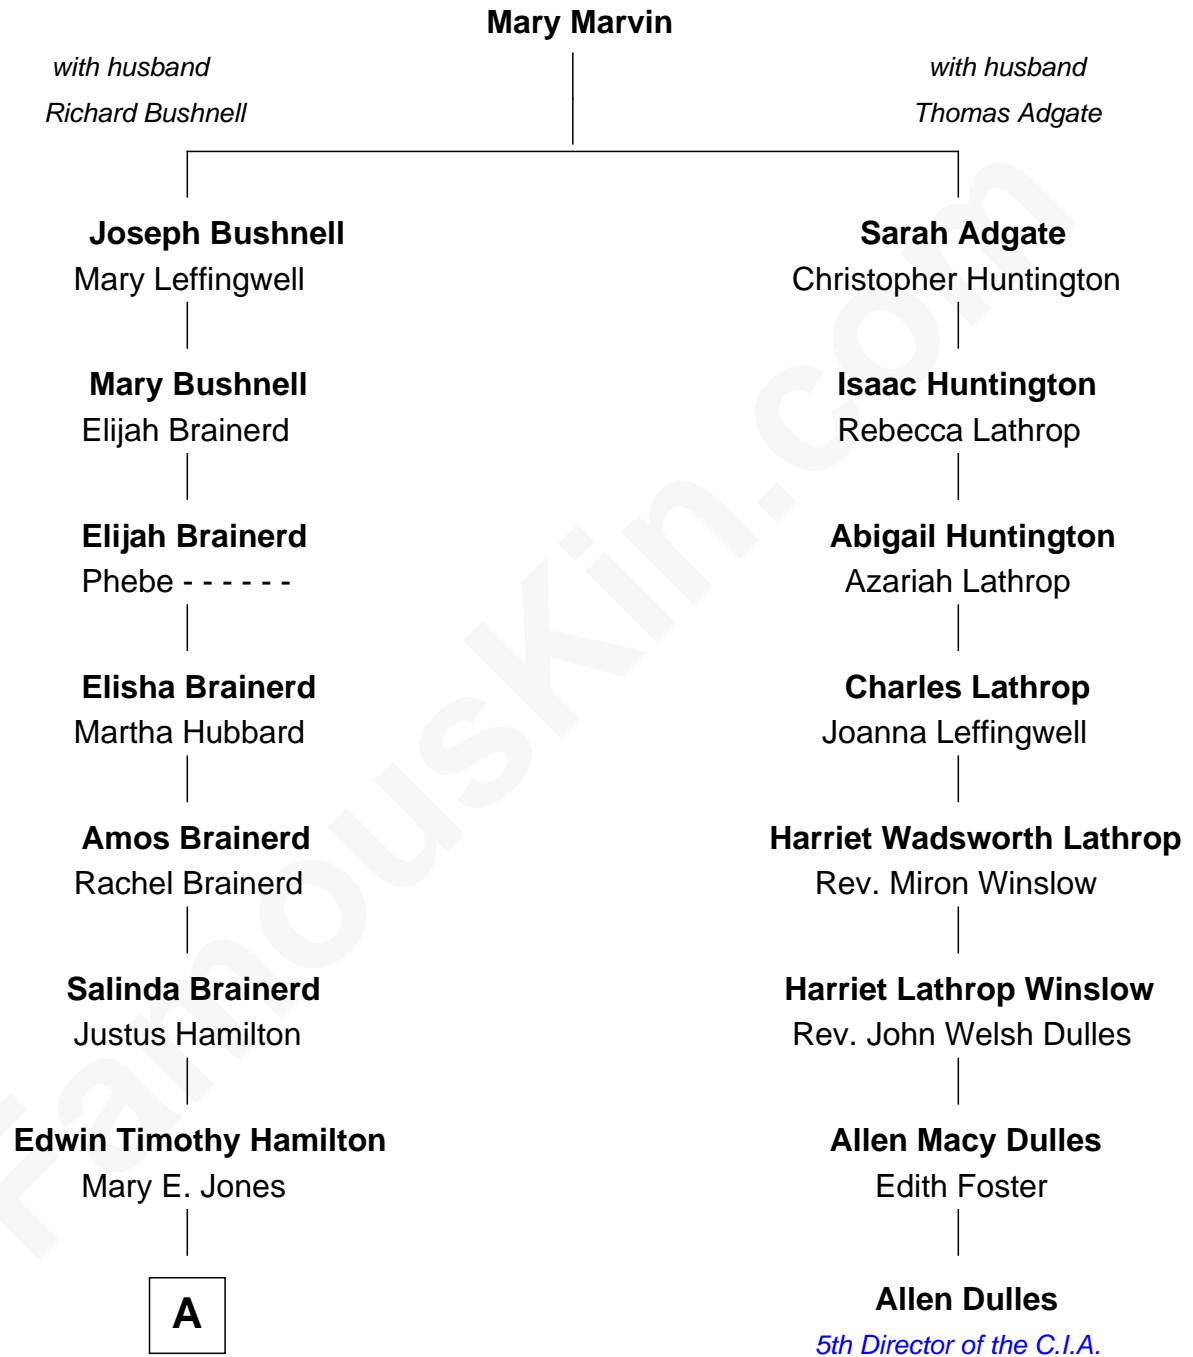 Mary Marvin
with husband
Richard Bushnell
with husband
Thomas Adgate
Joseph Bushnell
Mary Leffingwell
Sarah Adgate
Christopher Huntington
Mary Bushnell
Elijah Brainerd
Isaac Huntington
Rebecca Lathrop
Elijah Brainerd
Phebe - - - - - -
Abigail Huntington
Azariah Lathrop
Elisha Brainerd
Martha Hubbard
Charles Lathrop
Joanna Leffingwell
Amos Brainerd
Rachel Brainerd
Harriet Wadsworth Lathrop
Rev. Miron Winslow
Salinda Brainerd
Justus Hamilton
Harriet Lathrop Winslow
Rev. John Welsh Dulles
Edwin Timothy Hamilton
Mary E. Jones
Allen Macy Dulles
Edith Foster
A
Allen Dulles
5th Director of the C.I.A.
FamousKin.com